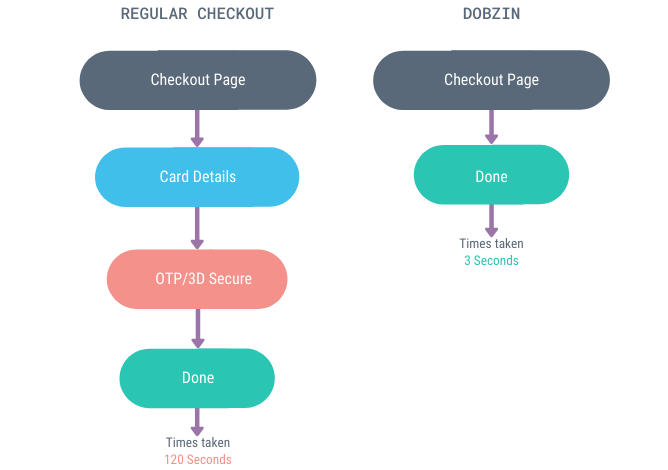 REGULAR CHECKOUT
Checkout Page
Card Details
OTP/3D Secure
Done
Times taken
120 Seconds
DOBZIN
Checkout Page
Done
Times taken
3 Seconds